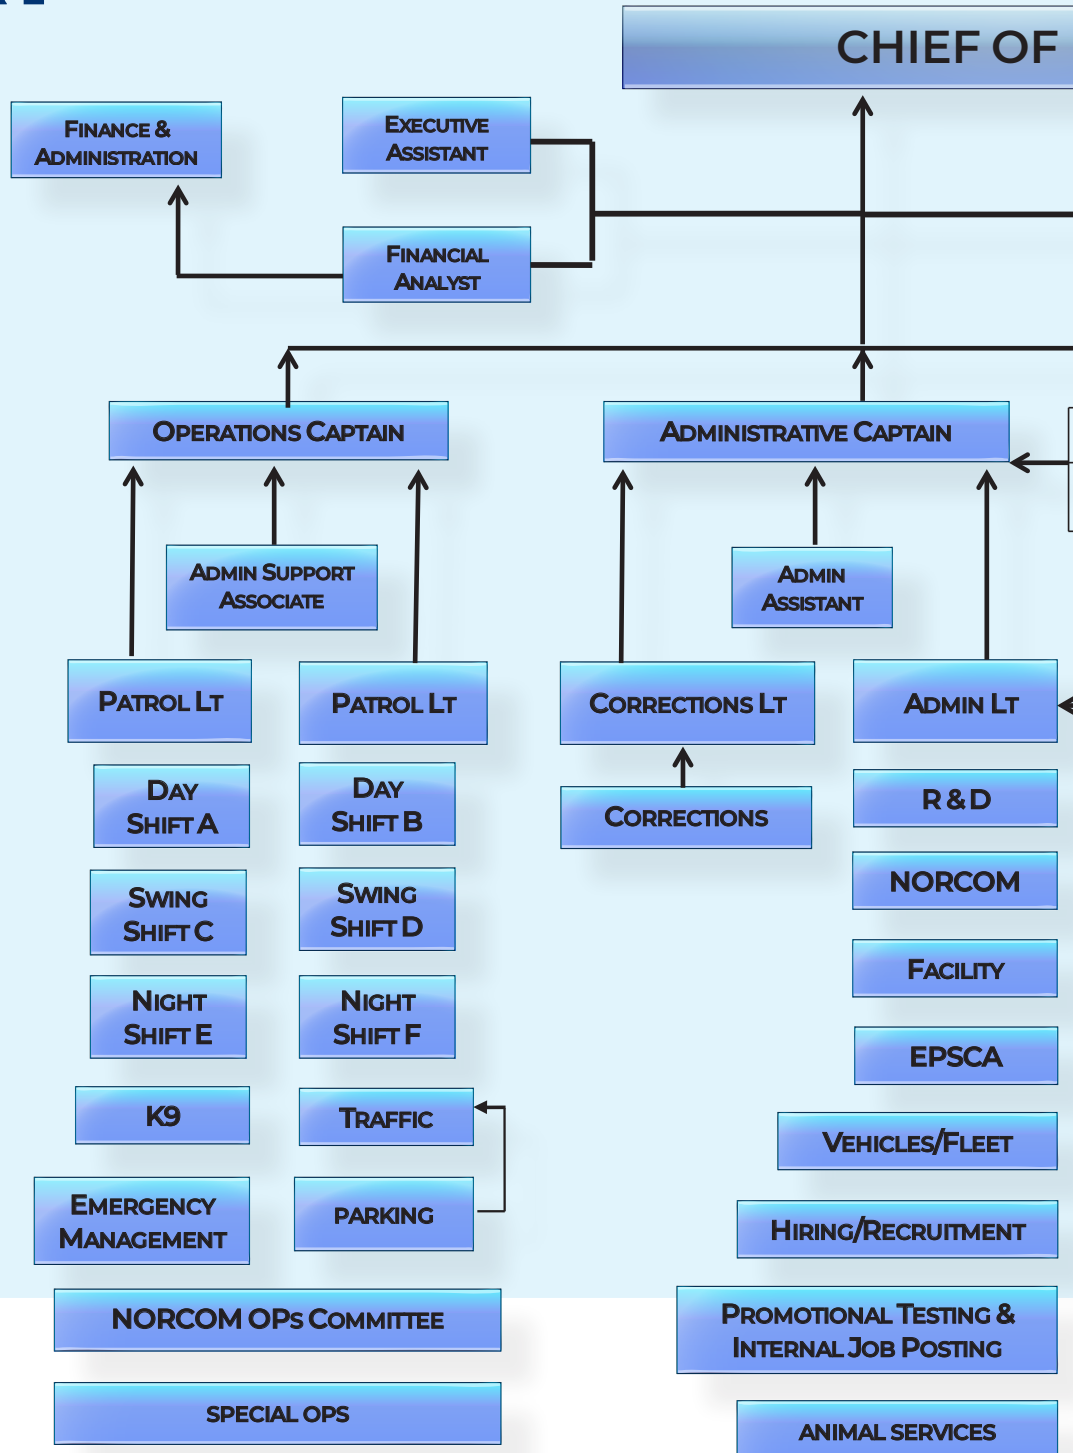 CHIEF OF
FINANCE &
ADMINISTRATION
EXECUTIVE
ASSISTANT
FINANCIAL
ANALYST
OPERATIONS CAPTAIN
ADMINISTRATIVE CAPTAIN
ADMIN SUPPORT
ASSOCIATE
ADMIN
ASSISTANT
PATROL LT
PATROL LT
CORRECTIONS LT
ADMIN LT
DAY
SHIFT A
DAY
SHIFT B
CORRECTIONS
R & D
SWING
SHIFT C
SWING
SHIFT D
NORCOM
FACILITY
NIGHT
SHIFT E
NIGHT
SHIFT F
EPSCA
K9
TRAFFIC
VEHICLES/FLEET
EMERGENCY
MANAGEMENT
PARKING
HIRING/RECRUITMENT
NORCOM OPS COMMITTEE
PROMOTIONAL TESTING &
INTERNAL JOB POSTING
SPECIAL OPS
ANIMAL SERVICES